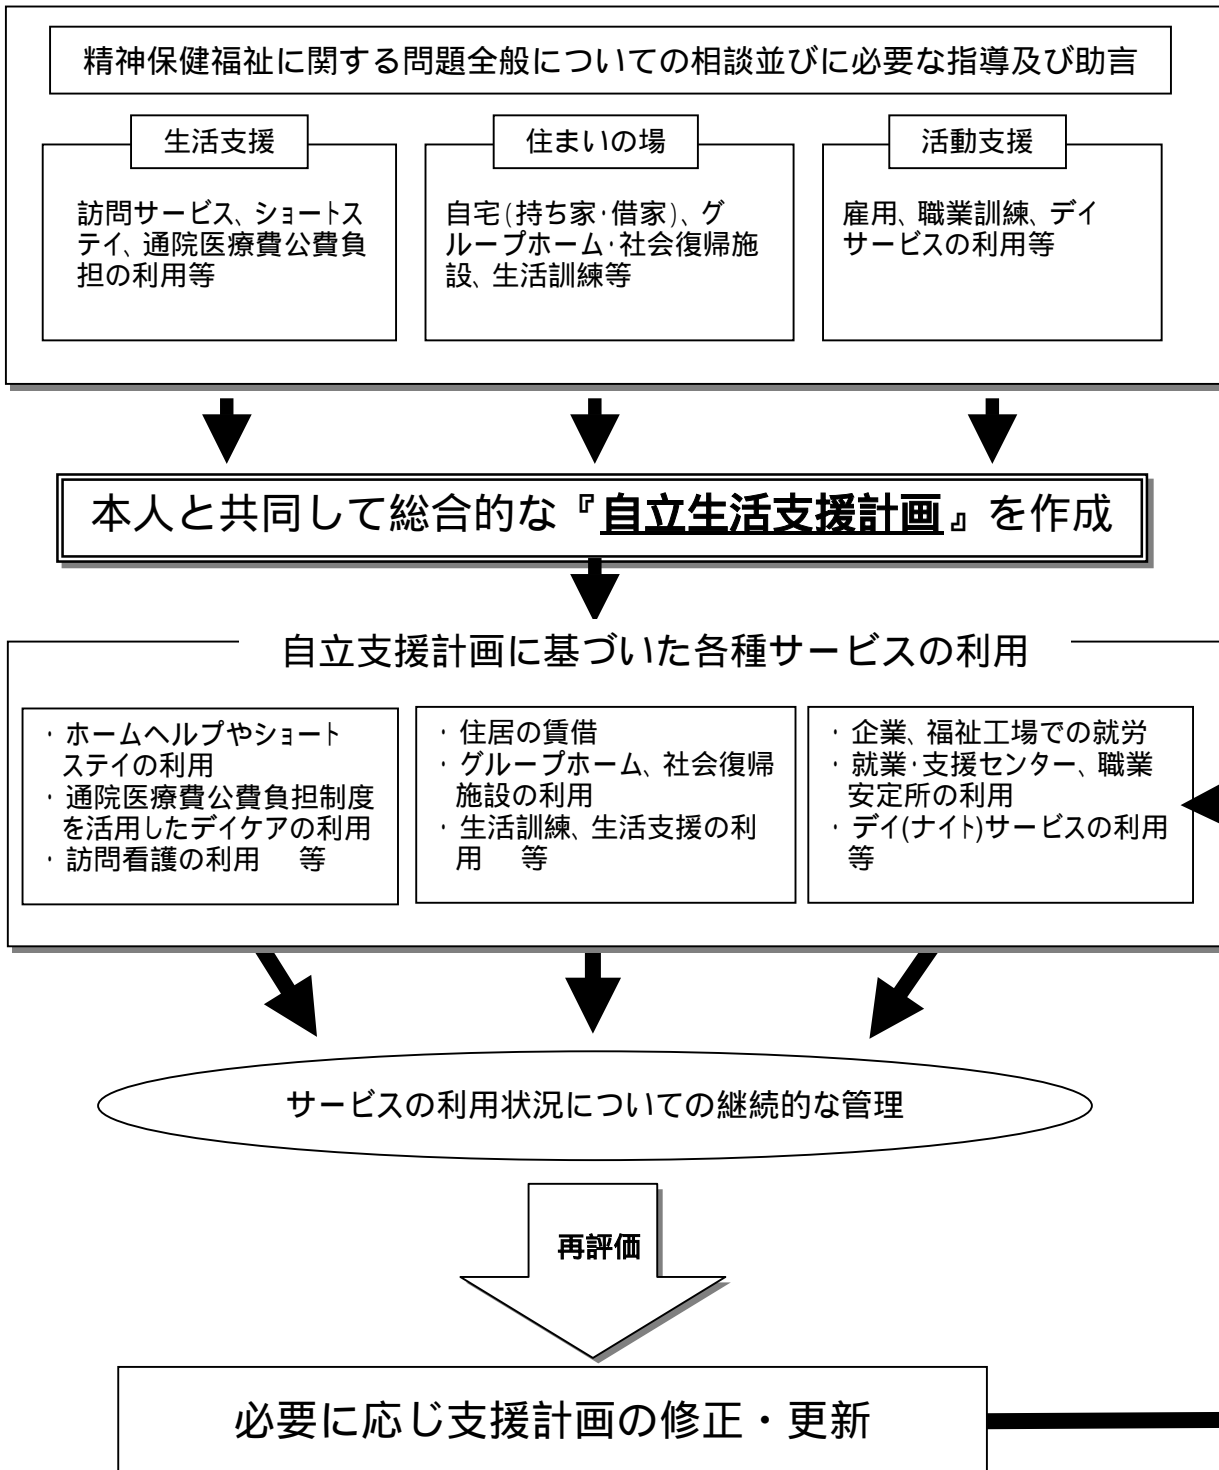 精神保健福祉に関する問題全般についての相談並びに必要な指導及び助言
生活支援
訪問サービス、ショートス
テイ、通院医療費公費負
担の利用等
住まいの場
自宅(持ち家・借家)、グ
ループホーム・社会復帰施
設、生活訓練等
活動支援
雇用、職業訓練、デイ
サービスの利用等
本人と共同して総合的な『自立生活支援計画』を作成
自立支援計画に基づいた各種サービスの利用
・ホームヘルプやショート
ステイの利用
・通院医療費公費負担制度
を活用したデイケアの利用
・訪問看護の利用　等
・住居の賃借
・グループホーム、社会復帰
施設の利用
・生活訓練、生活支援の利
用　等
・企業、福祉工場での就労
・就業・支援センター、職業
安定所の利用
・デイ(ナイト)サービスの利用
等
サービスの利用状況についての継続的な管理
再評価
必要に応じ支援計画の修正・更新